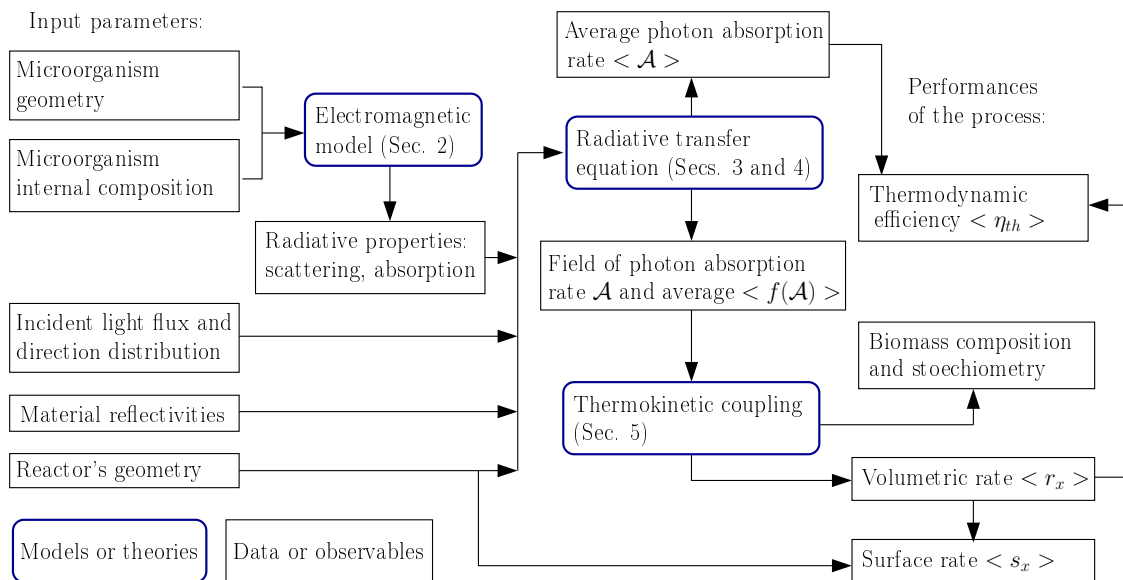 Input parameters:
Microorganism
geometry
Microorganism
internal composition
Electromagnetic
model (Sec. 2)
Radiative properties:
scattering, absorption
Incident light flux and
direction distribution
Material reflectivities
Reactor's geometry
Models or theories
Data or observables
Average photon absorption
rate < 𝒜 >
Radiative transfer
equation (Secs. 3 and 4)
Field of photon absorption
rate 𝒜 and average < f(𝒜) >
Thermokinetic coupling
(Sec. 5)
Performances
of the process:
Thermodynamic
efficiency < η_{th} >
Biomass composition
and stoechiometry
Volumetric rate < r_x >
Surface rate < s_x >